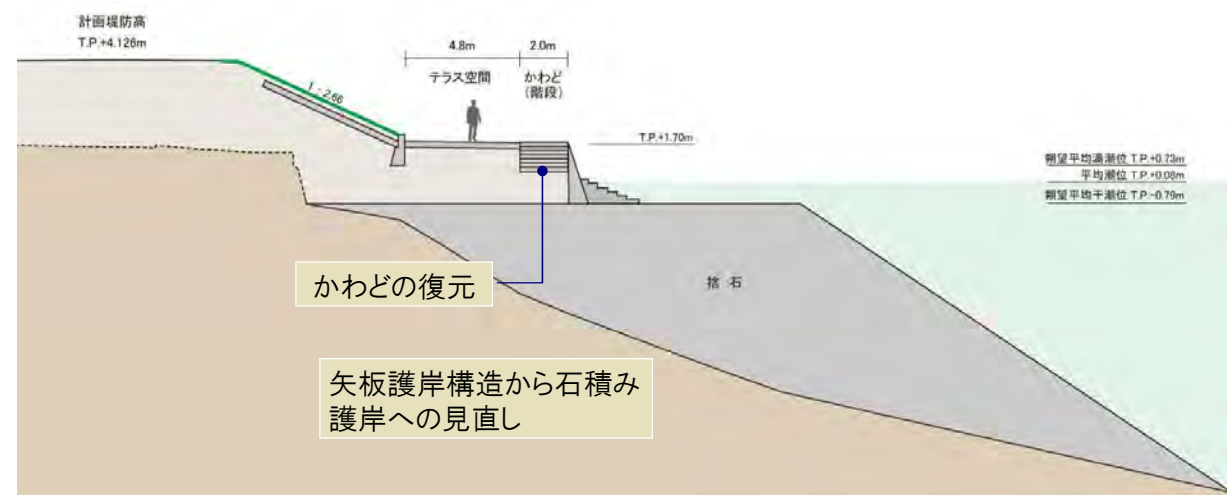 計画堤防高
T.P.+4.126m
4.8m
2.0m
テラス空間
かわど
（階段）
1：2.66
T.P.+1.70m
朔望平均満潮位 T.P.+0.73m
平均潮位 T.P.+0.08m
朔望平均干潮位 T.P.-0.79m
かわどの復元
捨 石
矢板護岸構造から石積み
護岸への見直し